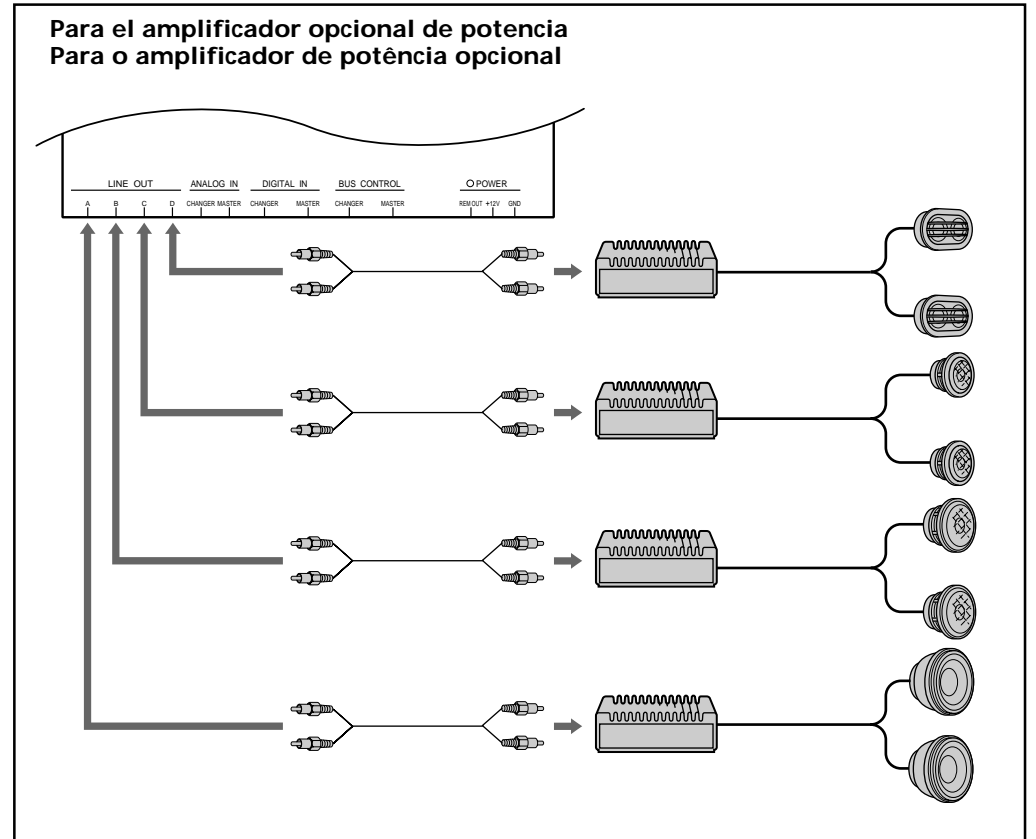 Para el amplificador opcional de potencia
Para o amplificador de potência opcional
LINE OUT ANALOG IN DIGITAL IN BUS CONTROL POWER
A B C D CHANGER MASTER CHANGER MASTER CHANGER MASTER REM OUT +12V GND